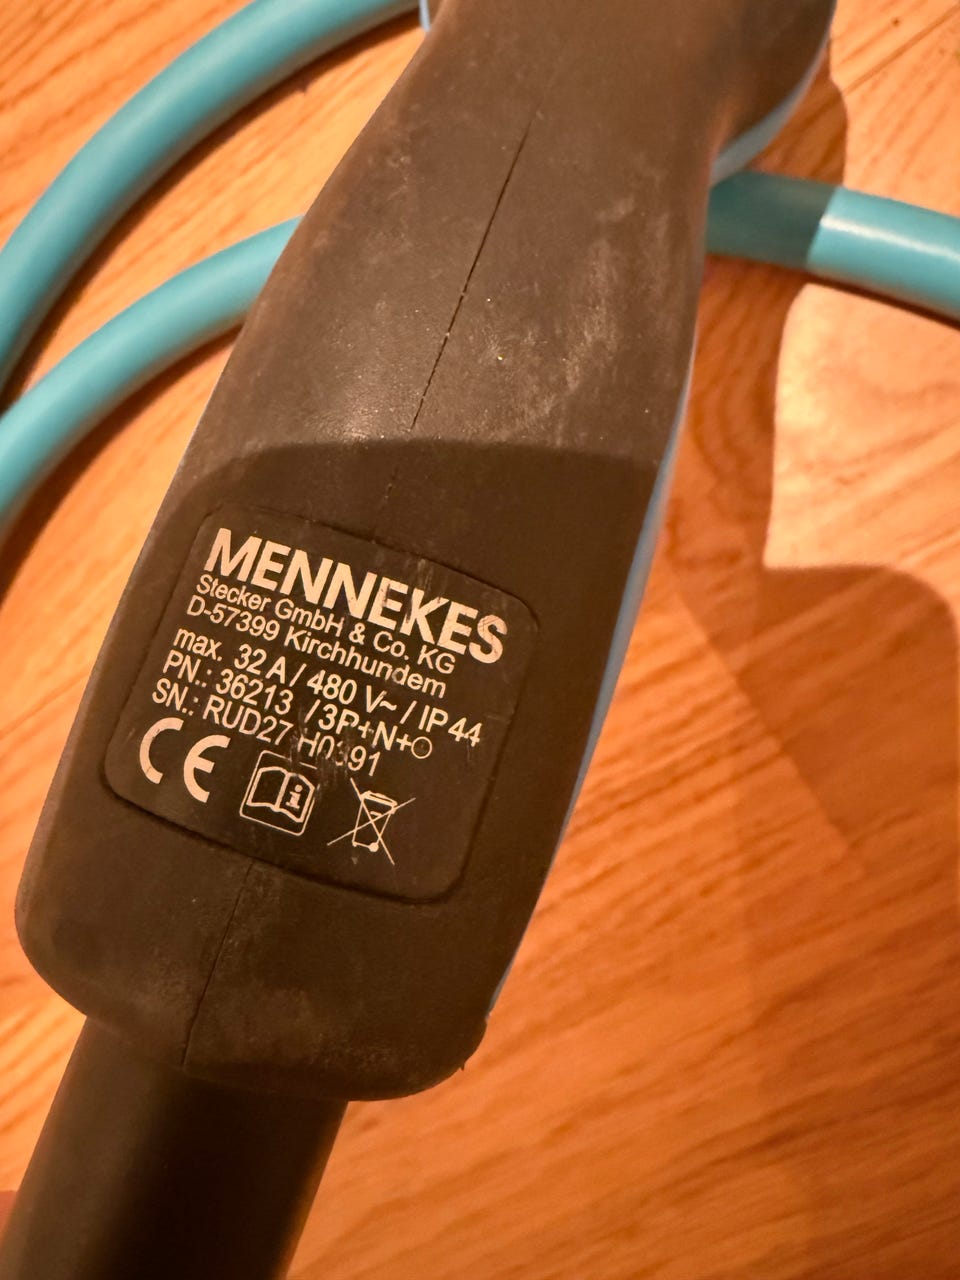 MENNEKES
Stecker GmbH & Co. KG
D-57399 Kirchhundem
max. 32 A / 480 V~ / IP 44
PN.: 36213 / 3P+N+
SN.: RUD27 H0391
CE
i